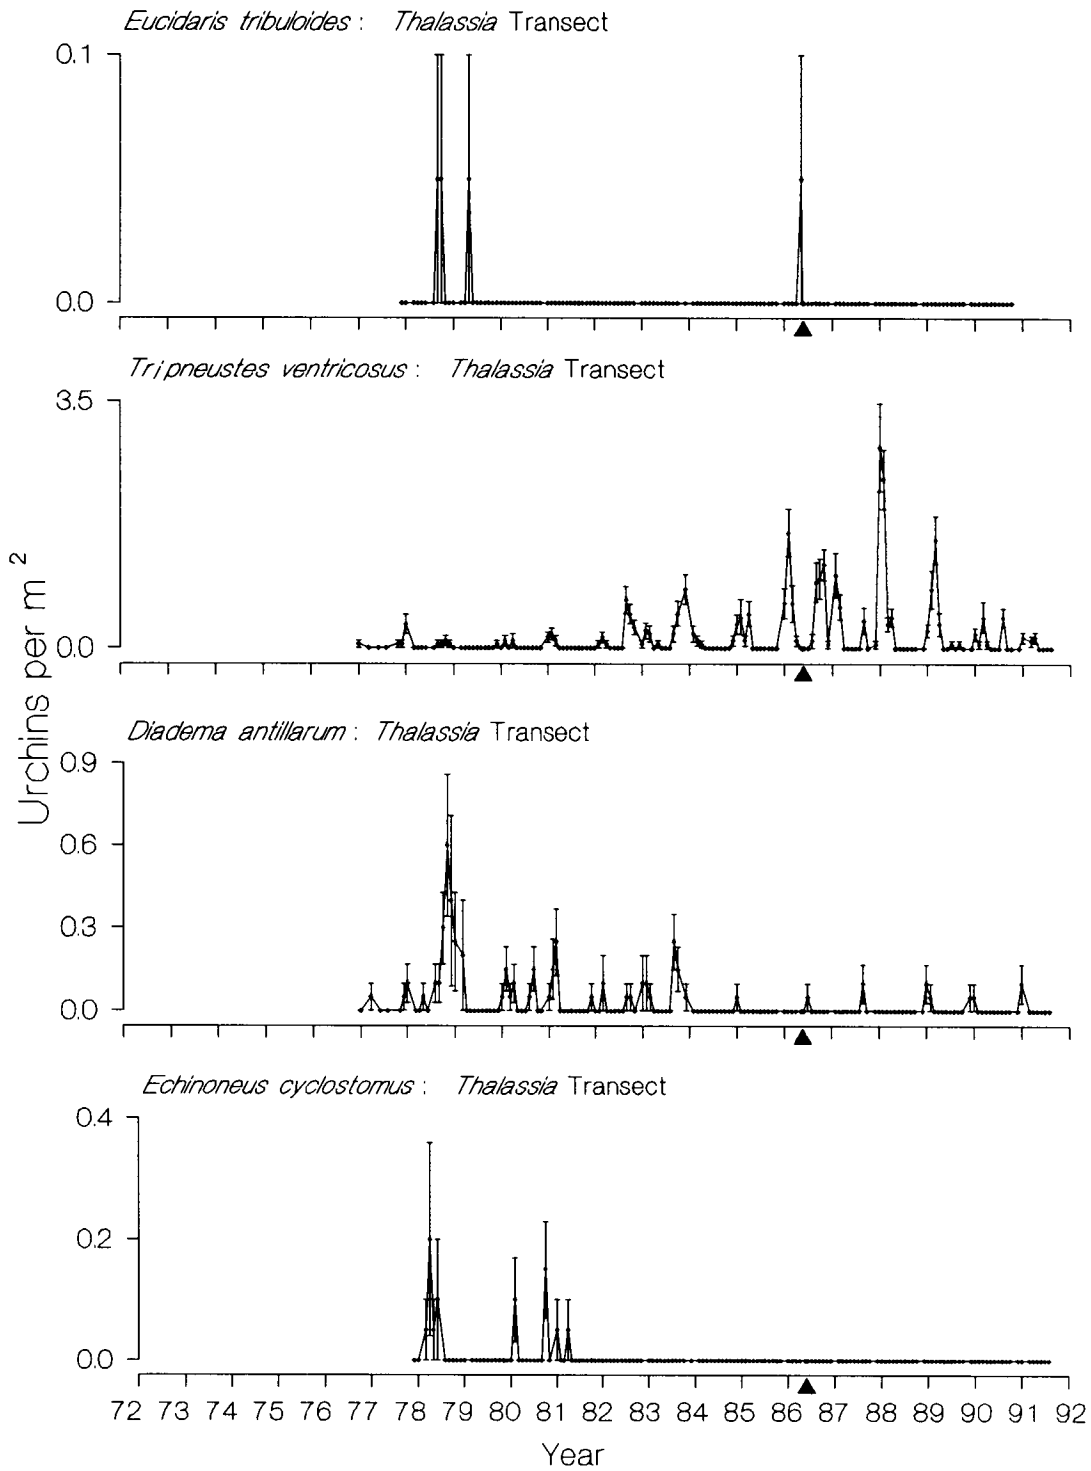 Eucidaris tribuloides : Thalassia Transect
0.1
0.0
Tripneustes ventricosus : Thalassia Transect
3.5
0.0
Urchins per m 2
Diadema antillarum : Thalassia Transect
0.9
0.6
0.3
0.0
Echinoneus cyclostomus : Thalassia Transect
0.4
0.2
0.0
72 73 74 75 76 77 78 79 80 81 82 83 84 85 86 87 88 89 90 91 92
Year